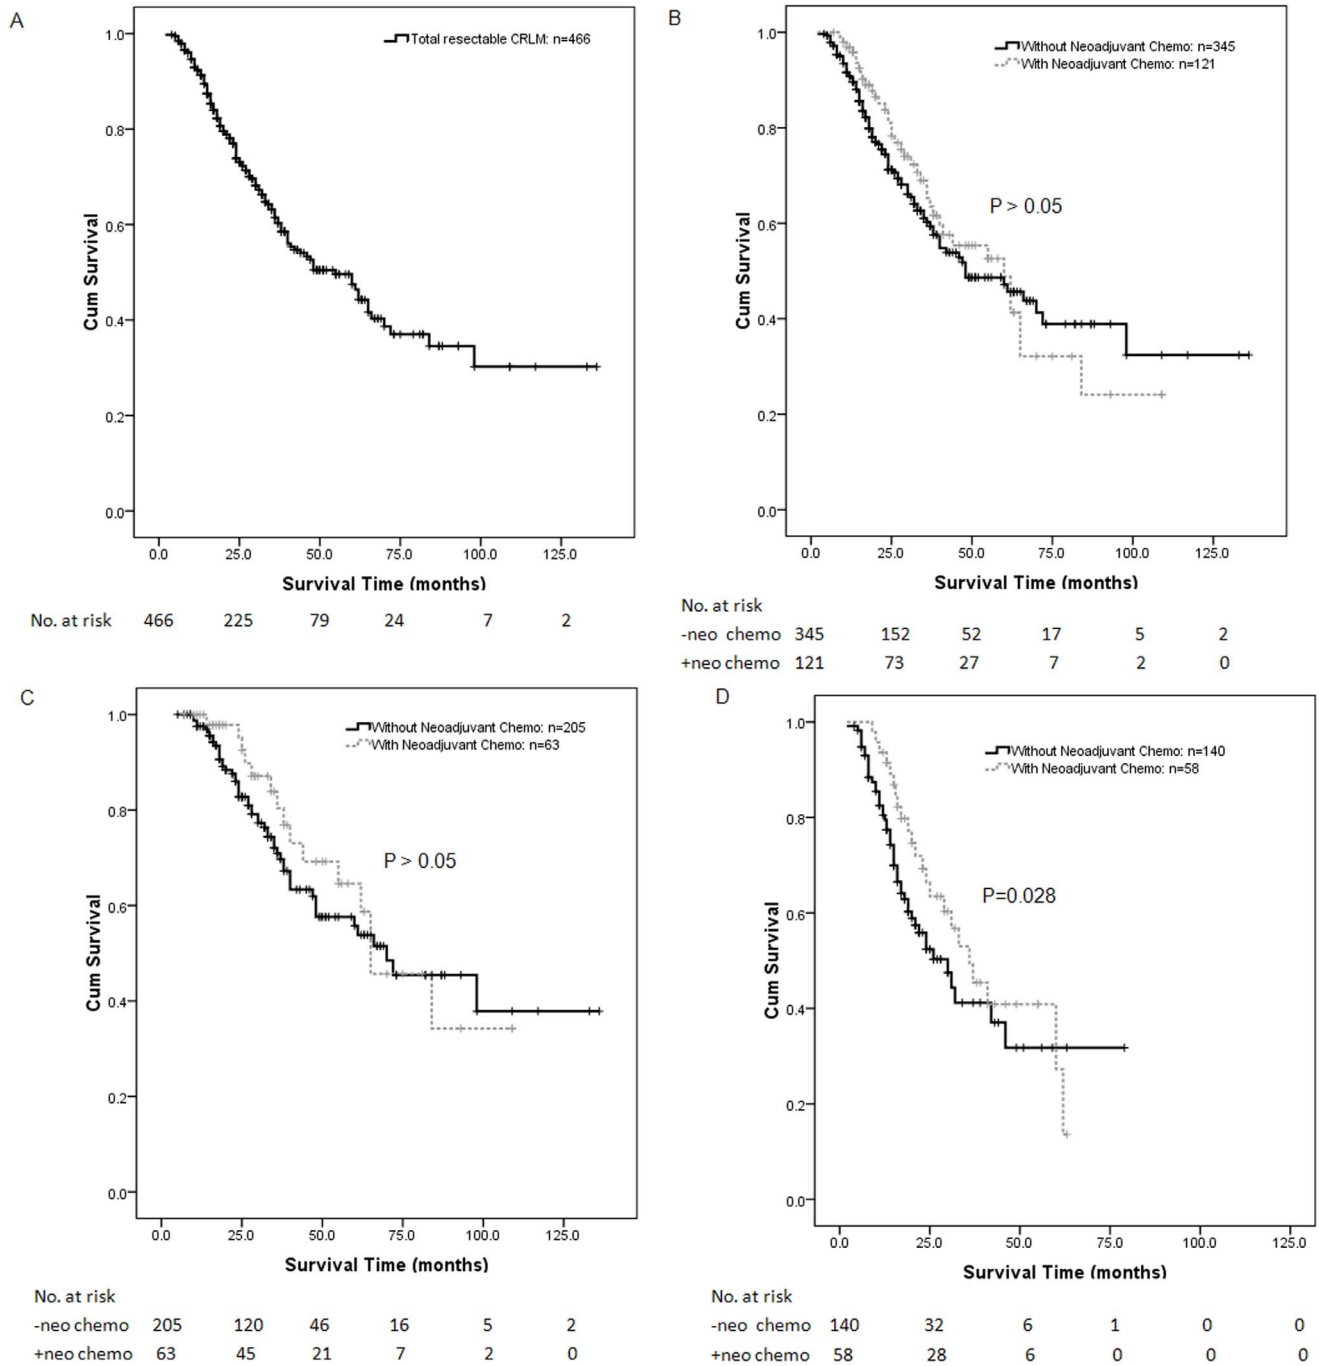 A
Total resectable CRLM: n=466
1.0
0.8
0.6
0.4
0.2
0.0
Cum Survival
0.0 25.0 50.0 75.0 100.0 125.0
Survival Time (months)
No. at risk 466 225 79 24 7 2
B
Without Neoadjuvant Chemo: n=345
With Neoadjuvant Chemo: n=121
P > 0.05
1.0
0.8
0.6
0.4
0.2
0.0
Cum Survival
0.0 25.0 50.0 75.0 100.0 125.0
Survival Time (months)
No. at risk
-neo chemo 345 152 52 17 5 2
+neo chemo 121 73 27 7 2 0
C
Without Neoadjuvant Chemo: n=205
With Neoadjuvant Chemo: n=63
P > 0.05
1.0
0.8
0.6
0.4
0.2
0.0
Cum Survival
0.0 25.0 50.0 75.0 100.0 125.0
Survival Time (months)
No. at risk
-neo chemo 205 120 46 16 5 2
+neo chemo 63 45 21 7 2 0
D
Without Neoadjuvant Chemo: n=140
With Neoadjuvant Chemo: n=58
P=0.028
1.0
0.8
0.6
0.4
0.2
0.0
Cum Survival
0.0 25.0 50.0 75.0 100.0 125.0
Survival Time (months)
No. at risk
-neo chemo 140 32 6 1 0 0
+neo chemo 58 28 6 0 0 0